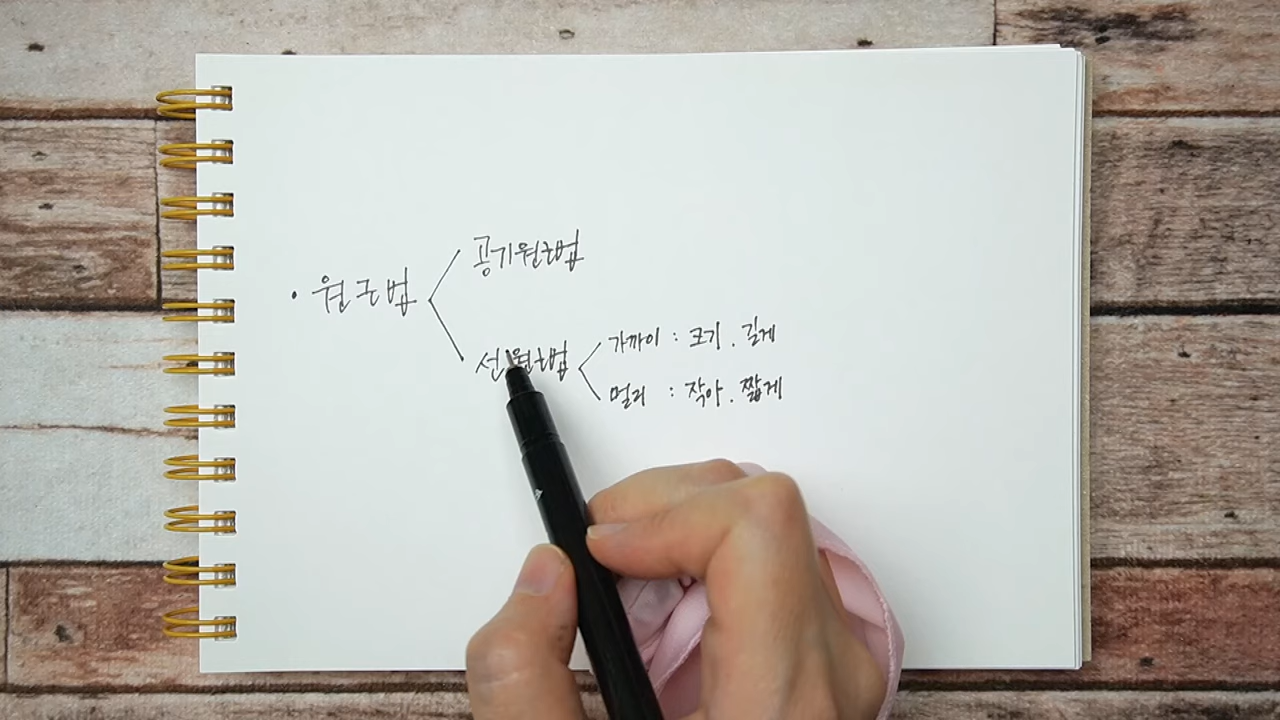 · 원근법
공기원근법
선원근법
가까이 : 크기 . 길게
멀리 : 작아 . 짧게